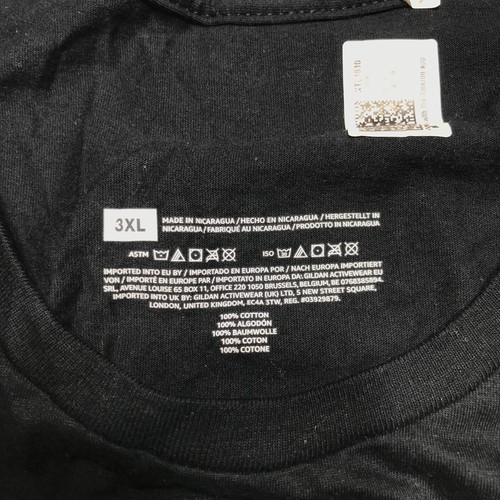 3XL
MADE IN NICARAGUA / HECHO EN NICARAGUA / HERGESTELLT IN
NICARAGUA / FABRIQUÉ AU NICARAGUA / PRODOTTO IN NICARAGUA
ASTM ISO
IMPORTED INTO EU BY / IMPORTADO EN EUROPA POR / NACH EUROPA IMPORTIERT
VON / IMPORTÉ EN EUROPE PAR / IMPORTATO IN EUROPA DA: GILDAN ACTIVEWEAR EU
SRL, AVENUE LOUISE 65 BOX 11, OFFICE 220 1050 BRUSSELS, BELGIUM, BE 0768385994.
IMPORTED INTO UK BY: GILDAN ACTIVEWEAR (UK) LTD, 5 NEW STREET SQUARE,
LONDON, UNITED KINGDOM, EC4A 3TW, REG. #03929879.
100% COTTON
100% ALGODÓN
100% BAUMWOLLE
100% COTON
100% COTONE